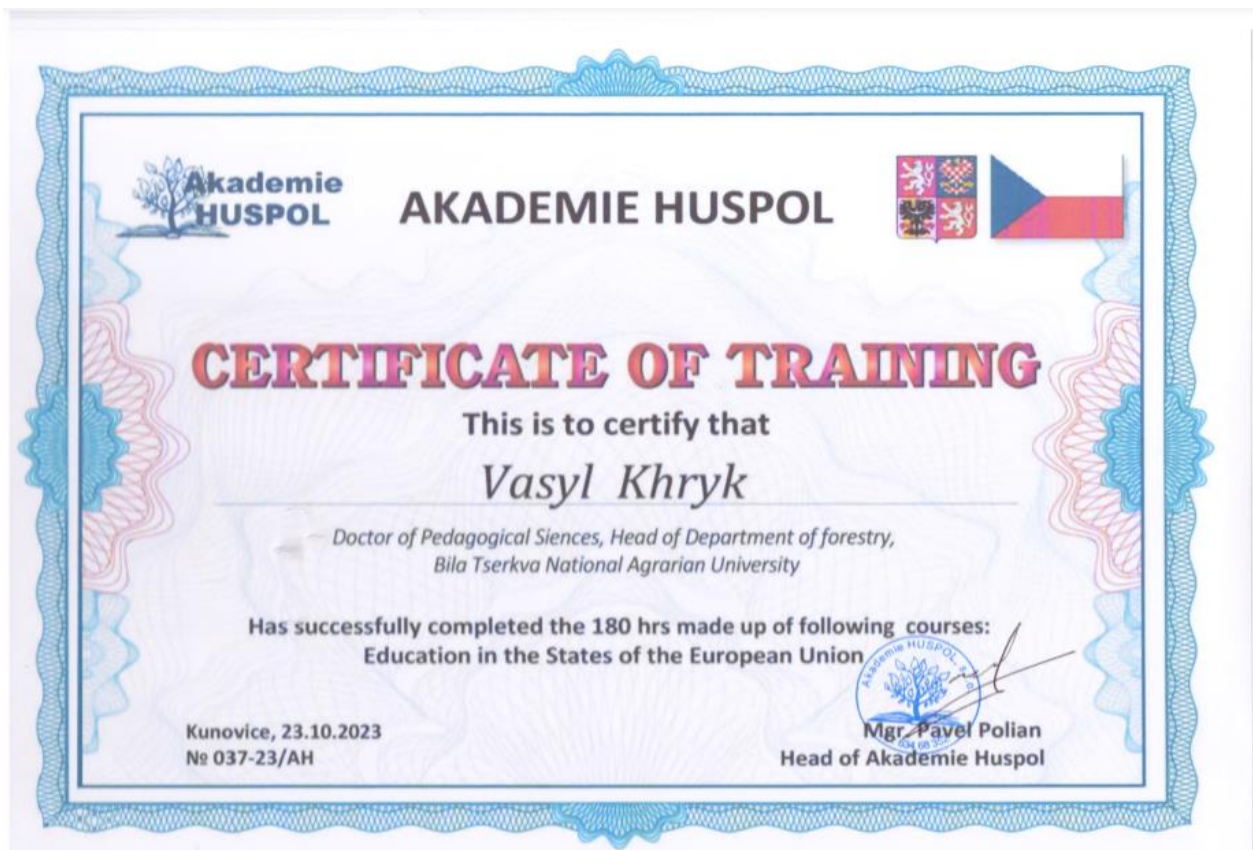 Akademie
HUSPOL
AKADEMIE HUSPOL
CERTIFICATE OF TRAINING
This is to certify that
Vasyl Khryk
Doctor of Pedagogical Siences, Head of Department of forestry,
Bila Tserkva National Agrarian University
Has successfully completed the 180 hrs made up of following courses:
Education in the States of the European Union
Akademie HUSPOL
Kunovice, 23.10.2023
№ 037-23/AH
Mgr. Pavel Polian
Head of Akademie Huspol